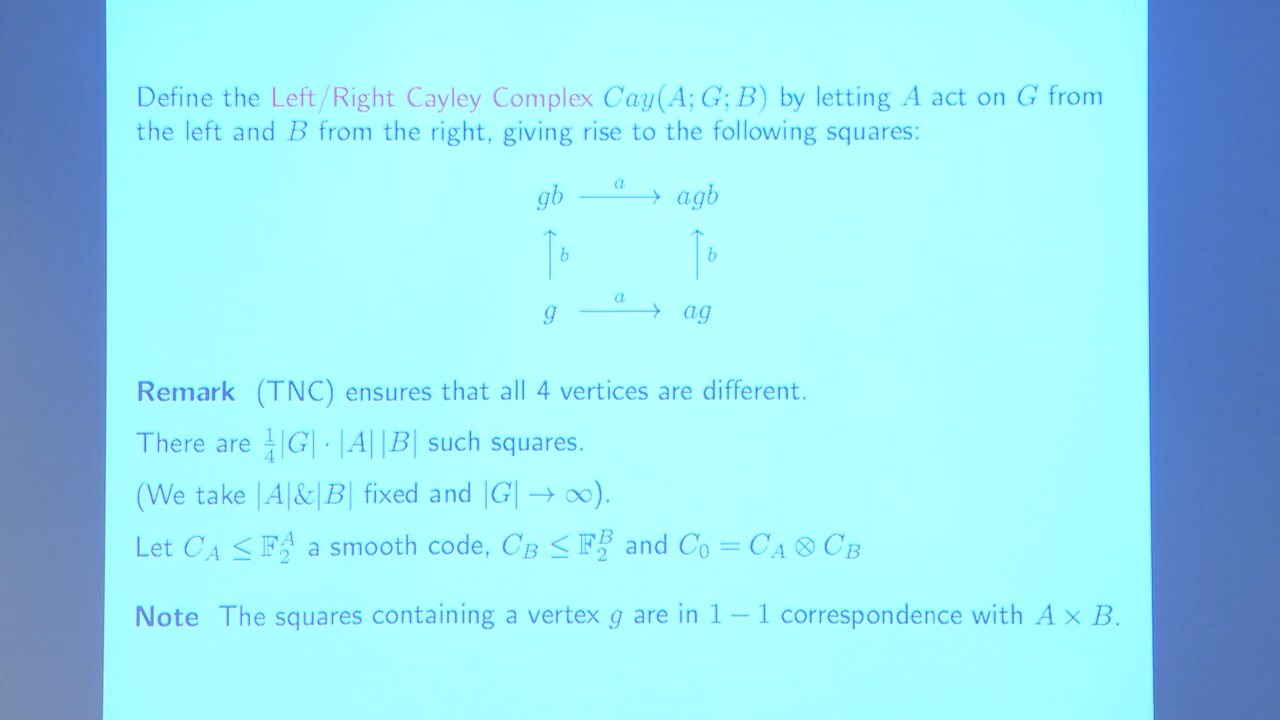 Define the Left/Right Cayley Complex Cay(A; G; B) by letting A act on G from
the left and B from the right, giving rise to the following squares:
gb —a→ agb
↑b ↑b
g —a→ ag
Remark (TNC) ensures that all 4 vertices are different.
There are ¼|G| · |A||B| such squares.
(We take |A|&|B| fixed and |G| → ∞).
Let C_A ≤ 𝔽₂^A a smooth code, C_B ≤ 𝔽₂^B and C₀ = C_A ⊗ C_B
Note The squares containing a vertex g are in 1 − 1 correspondence with A × B.